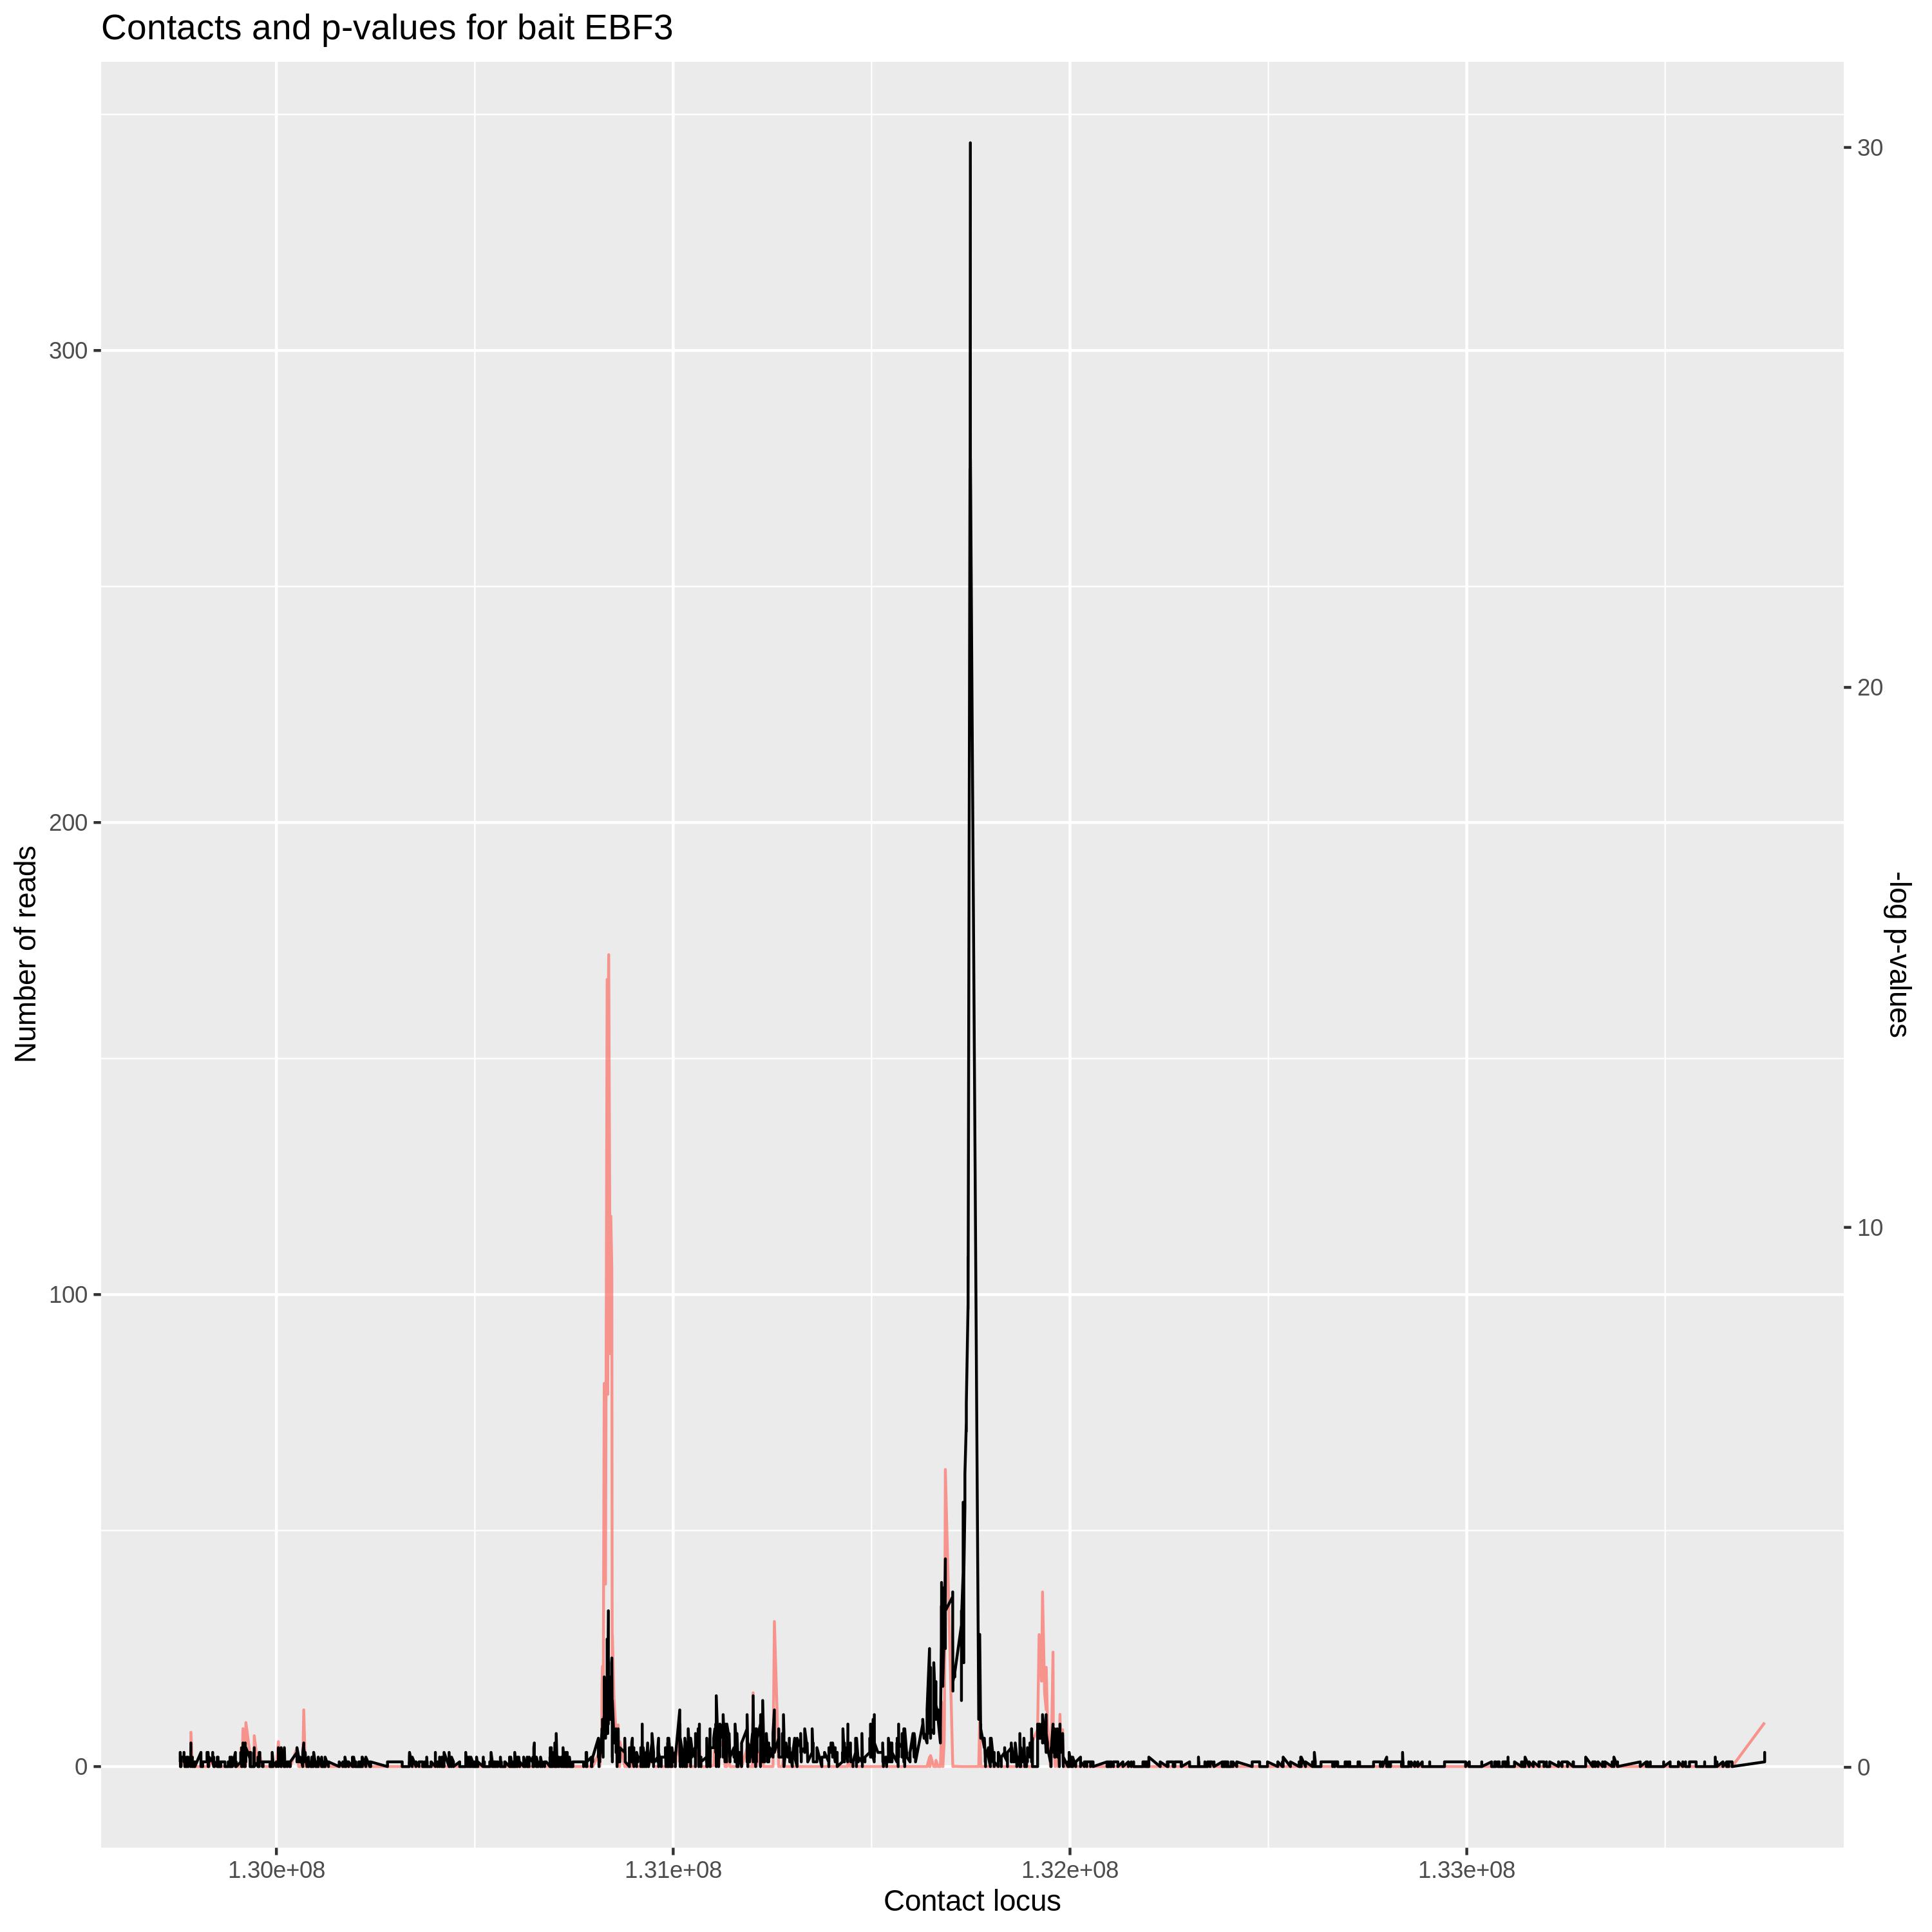 Contacts and p-values for bait EBF3
Number of reads
300
200
100
0
30
20
10
0
-log p-values
1.30e+08
1.31e+08
1.32e+08
1.33e+08
Contact locus